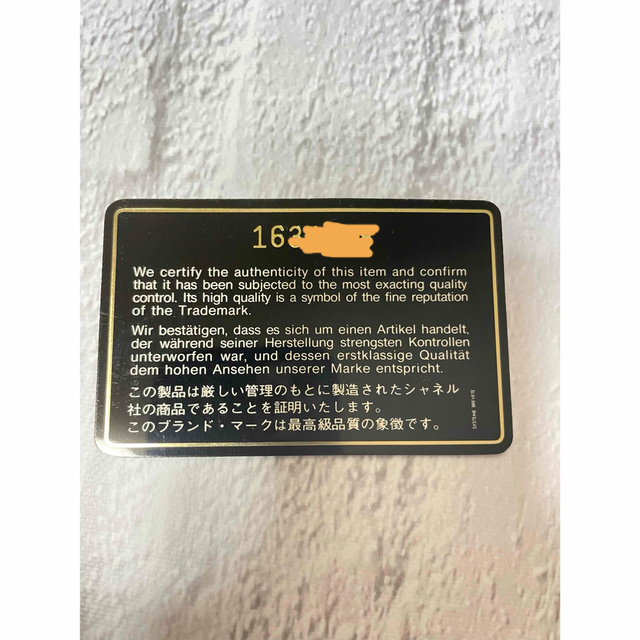 163
We certify the authenticity of this item and confirm
that it has been subjected to the most exacting quality
control. Its high quality is a symbol of the fine reputation
of the Trademark.
Wir bestätigen, dass es sich um einen Artikel handelt,
der während seiner Herstellung strengsten Kontrollen
unterworfen war, und dessen erstklassige Qualität
dem hohen Ansehen unserer Marke entspricht.
この製品は厳しい管理のもとに製造されたシャネル
社の商品であることを証明いたします。
このブランド・マークは最高級品質の象徴です。
SYSTEME BREVETE